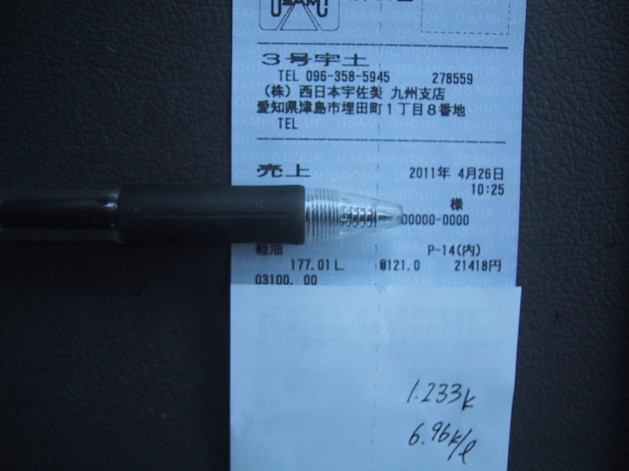 USAMI
3号宇土
TEL 096-358-5945 278559
(株) 西日本宇佐美 九州支店
愛知県津島市埋田町1丁目8番地
TEL
売上 2011年 4月26日
10:25
様
00000-0000
軽油 P-14(内)
177.01L @121.0 21418円
03100. 00
1.233k
6.96k/ℓ